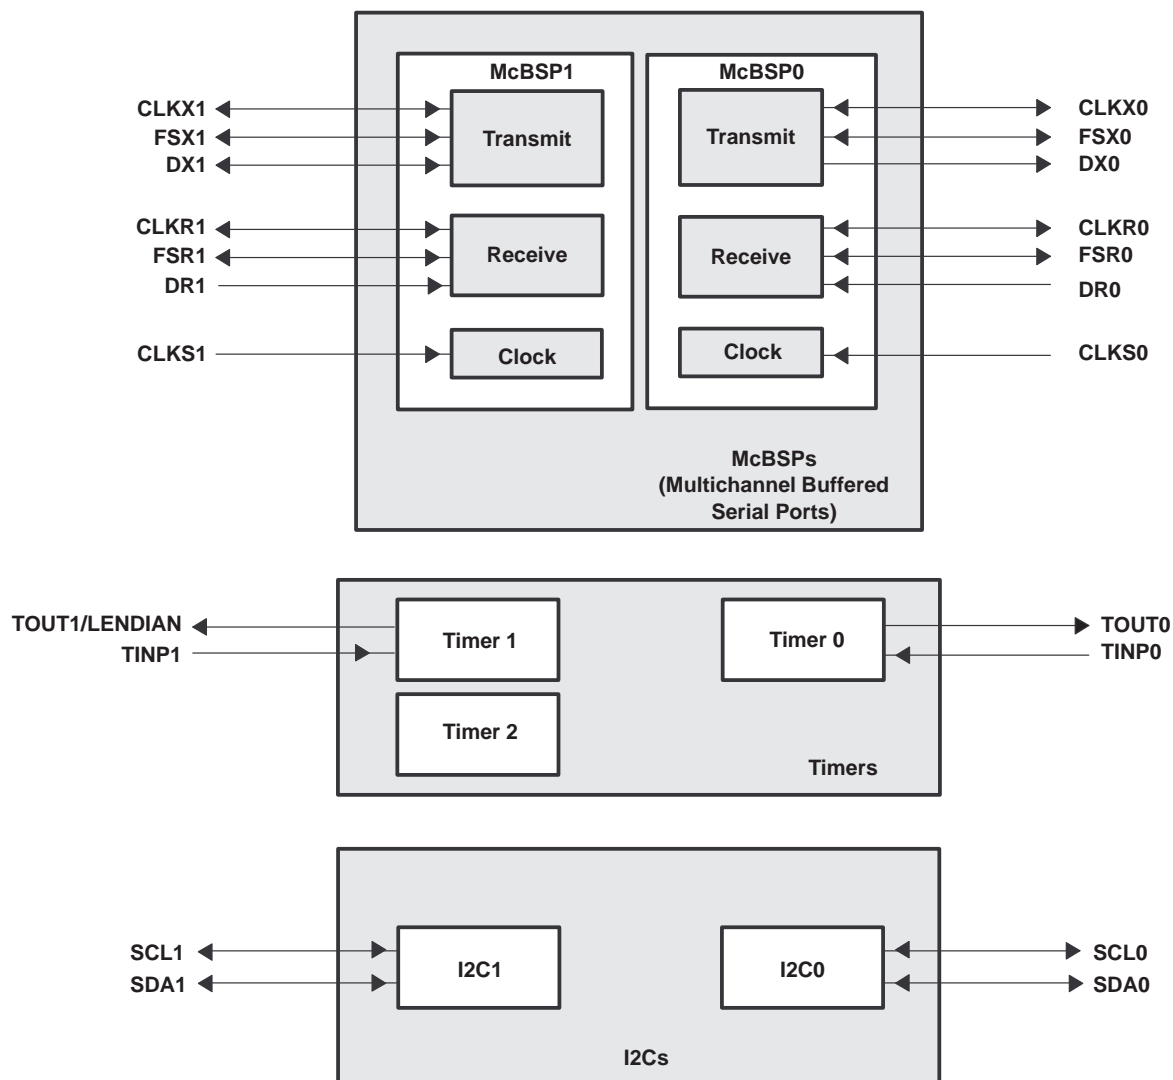 McBSP1
McBSP0
CLKX1
FSX1
DX1
Transmit
Transmit
CLKX0
FSX0
DX0
CLKR1
FSR1
DR1
Receive
Receive
CLKR0
FSR0
DR0
CLKS1
Clock
Clock
CLKS0
McBSPs
(Multichannel Buffered
Serial Ports)
TOUT1/LENDIAN
TINP1
Timer 1
Timer 0
TOUT0
TINP0
Timer 2
Timers
SCL1
SDA1
I2C1
I2C0
SCL0
SDA0
I2Cs